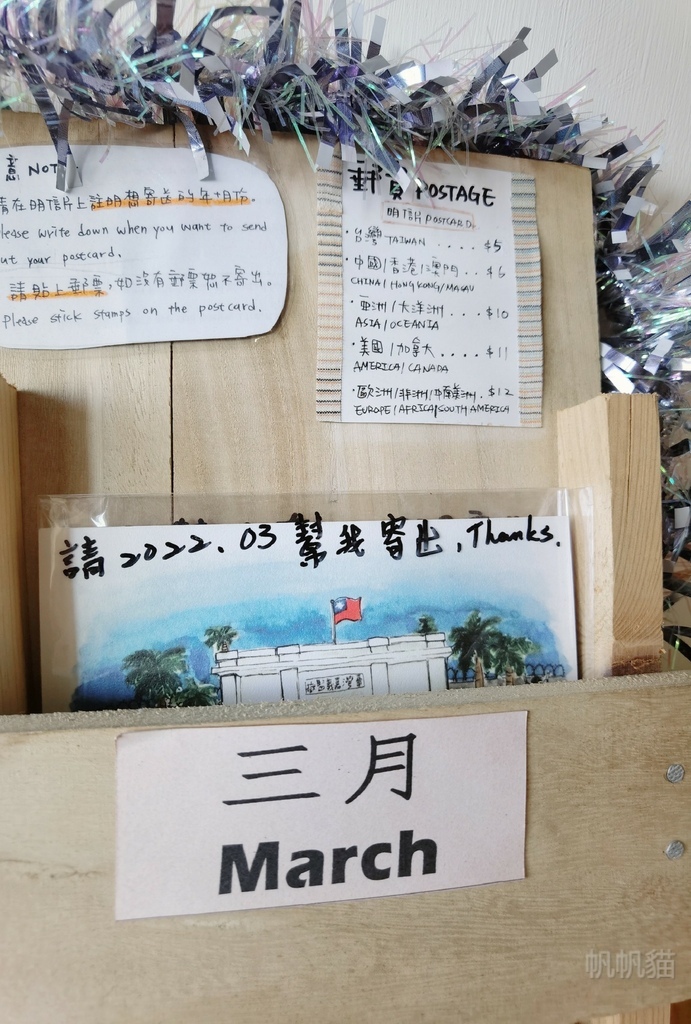 意 NOTE
請在明信片上註明想寄送的年.月份。
Please write down when you want to send
out your postcard.
請貼上郵票,如沒有郵票恕不寄出。
Please stick stamps on the postcard.
郵資 POSTAGE
明信片 POSTCARD
·台灣 TAIWAN .... $5
·中國/香港/澳門 .. $6
CHINA/HONG KONG/MACAU
·亞洲/大洋洲 .... $10
ASIA/OCEANIA
·美國/加拿大 .... $11
AMERICA/CANADA
·歐洲/非洲/中南美洲. $12
EUROPE/AFRICA/SOUTH AMERICA
請 2022.03 幫我寄出,Thanks.
三月
March
帆帆貓